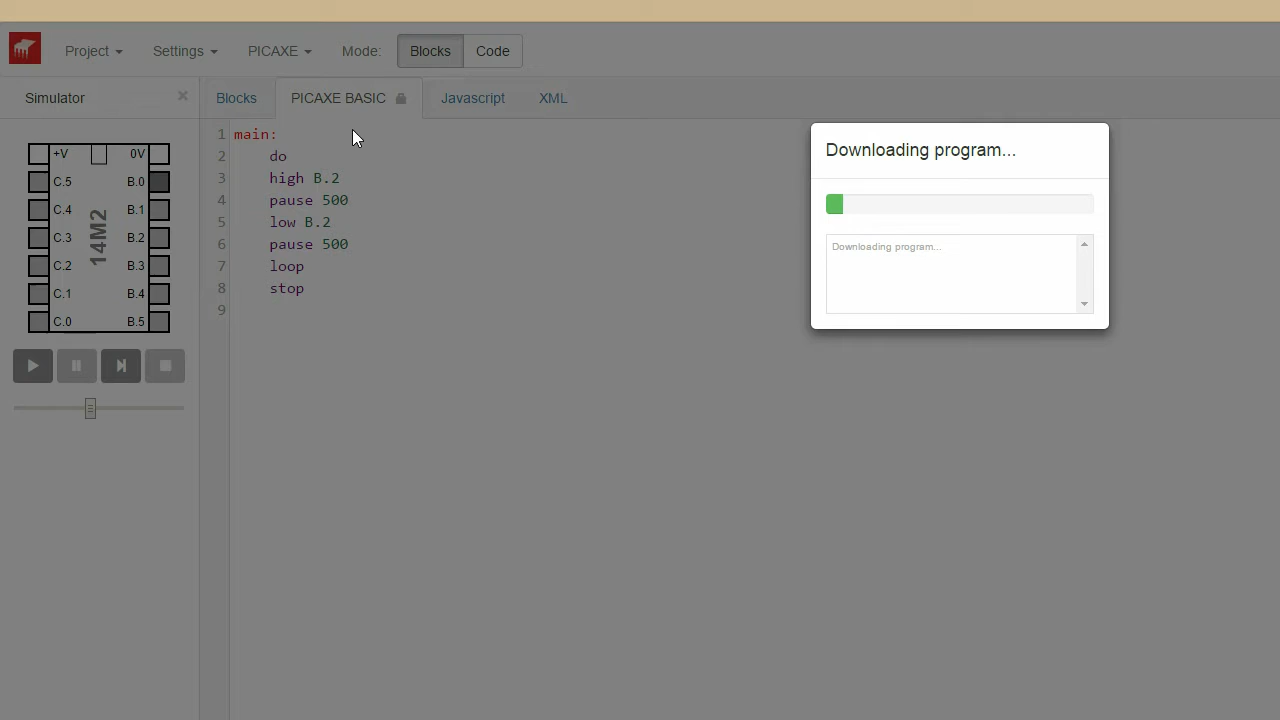 Project Settings PICAXE Mode: Blocks Code
Simulator × Blocks PICAXE BASIC Javascript XML
+V 0V
C.5 B.0
C.4 B.1
C.3 B.2
C.2 B.3
C.1 B.4
C.0 B.5
14M2
1 main:
2 do
3 high B.2
4 pause 500
5 low B.2
6 pause 500
7 loop
8 stop
9
Downloading program...
Downloading program...